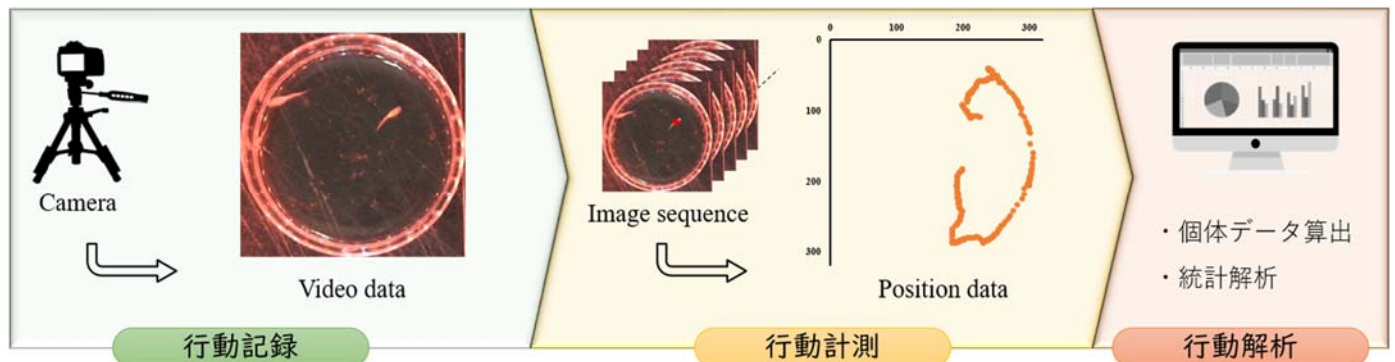 Camera
Video data
行動記録
Image sequence
0 100 200 300
0
100
200
300
Position data
行動計測
・個体データ算出
・統計解析
行動解析